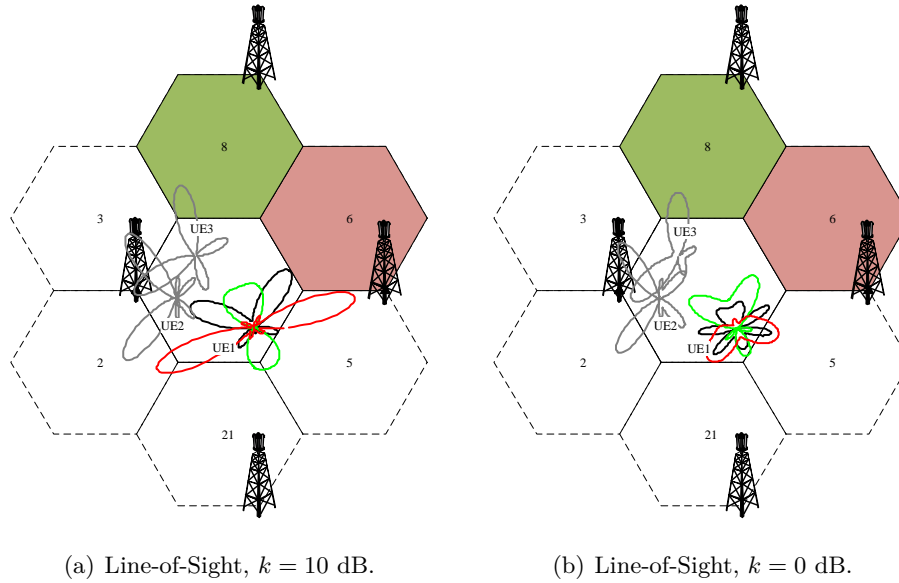 8
3
6
UE3
UE2
UE1
2
5
21
(a) Line-of-Sight, k = 10 dB.
8
3
6
UE3
UE2
UE1
2
5
21
(b) Line-of-Sight, k = 0 dB.